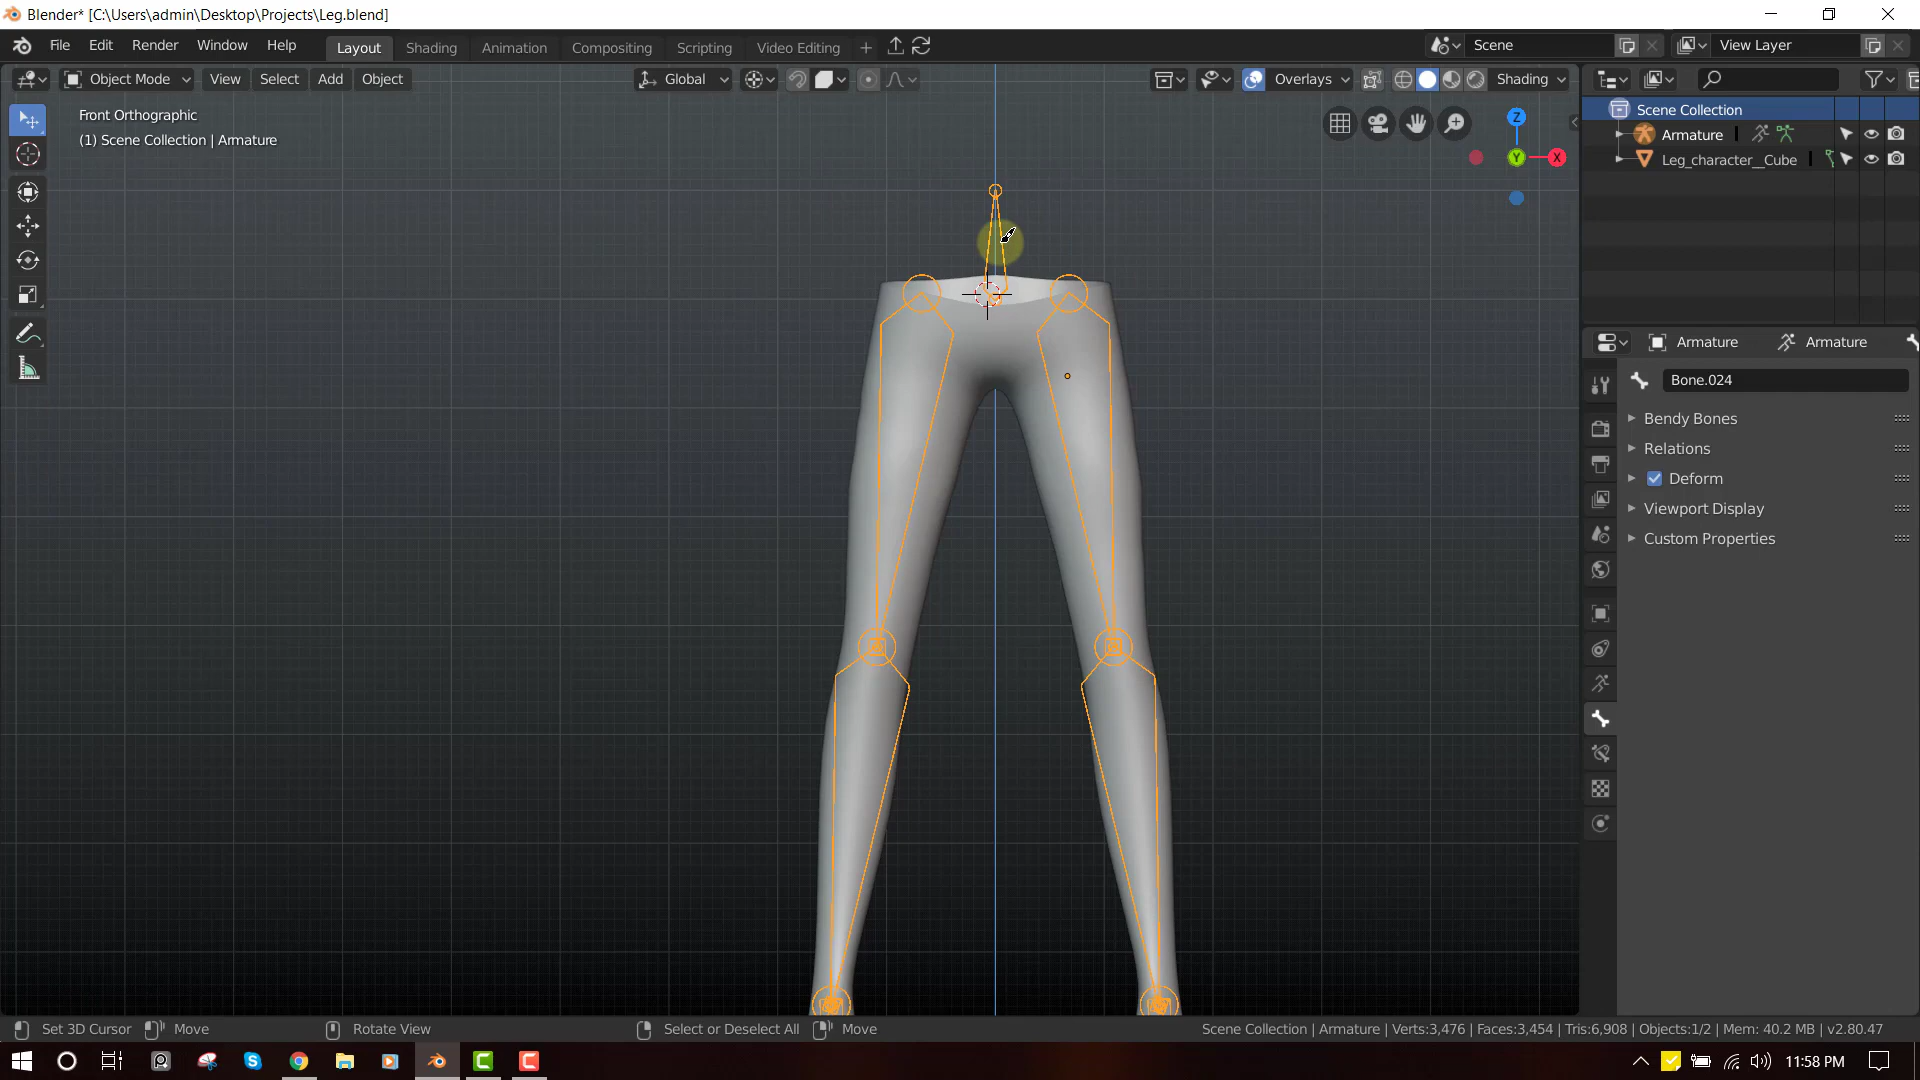 Blender* [C:\Users\admin\Desktop\Projects\Leg.blend]
File Edit Render Window Help Layout Shading Animation Compositing Scripting Video Editing + Scene View Layer
Object Mode View Select Add Object Global Overlays Shading
Front Orthographic
(1) Scene Collection | Armature
Z
Y
X
Scene Collection
Armature
Leg_character__Cube
Armature Armature
Bone.024
Bendy Bones
Relations
Deform
Viewport Display
Custom Properties
Set 3D Cursor Move Rotate View Select or Deselect All Move Scene Collection | Armature | Verts:3,476 | Faces:3,454 | Tris:6,908 | Objects:1/2 | Mem: 40.2 MB | v2.80.47
11:58 PM